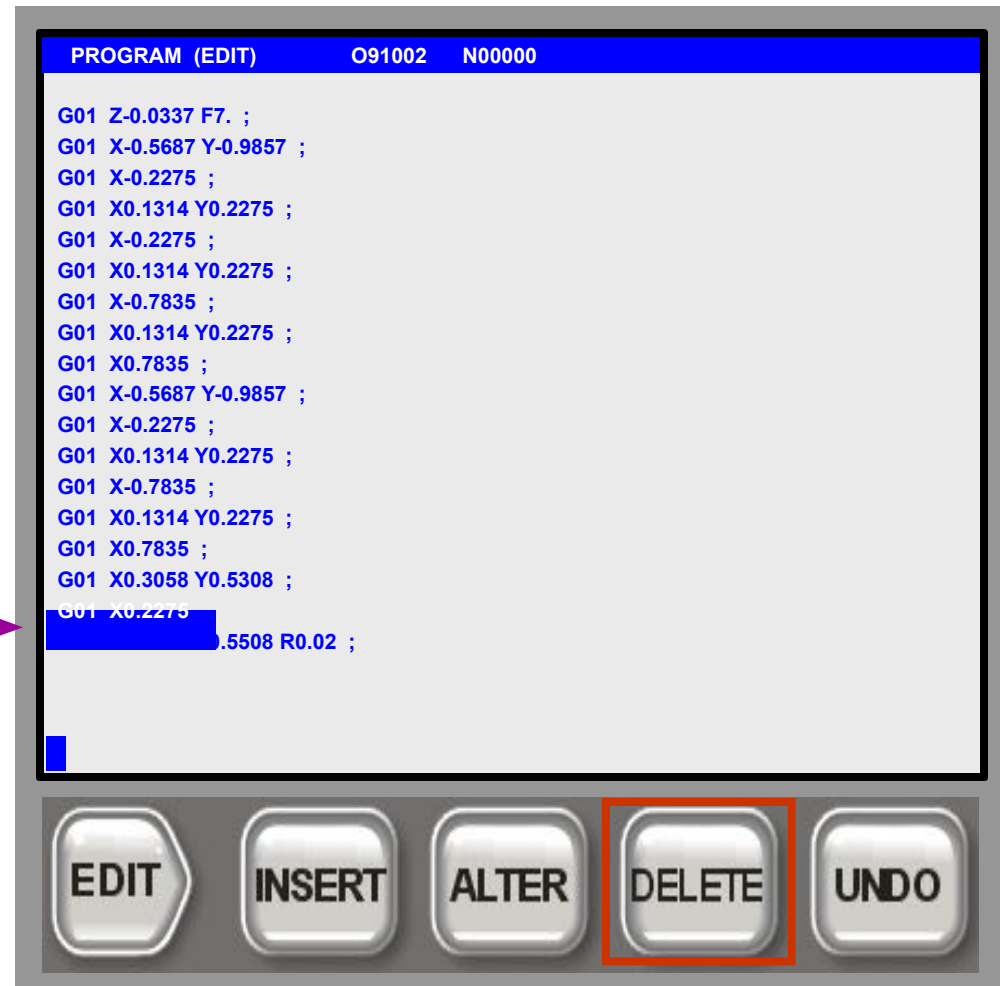 PROGRAM (EDIT) O91002 N00000
G01 Z-0.0337 F7. ;
G01 X-0.5687 Y-0.9857 ;
G01 X-0.2275 ;
G01 X0.1314 Y0.2275 ;
G01 X-0.2275 ;
G01 X0.1314 Y0.2275 ;
G01 X-0.7835 ;
G01 X0.1314 Y0.2275 ;
G01 X0.7835 ;
G01 X-0.5687 Y-0.9857 ;
G01 X-0.2275 ;
G01 X0.1314 Y0.2275 ;
G01 X-0.7835 ;
G01 X0.1314 Y0.2275 ;
G01 X0.7835 ;
G01 X0.3058 Y0.5308 ;
G01 X0.2275
.5508 R0.02 ;
EDIT INSERT ALTER DELETE UNDO